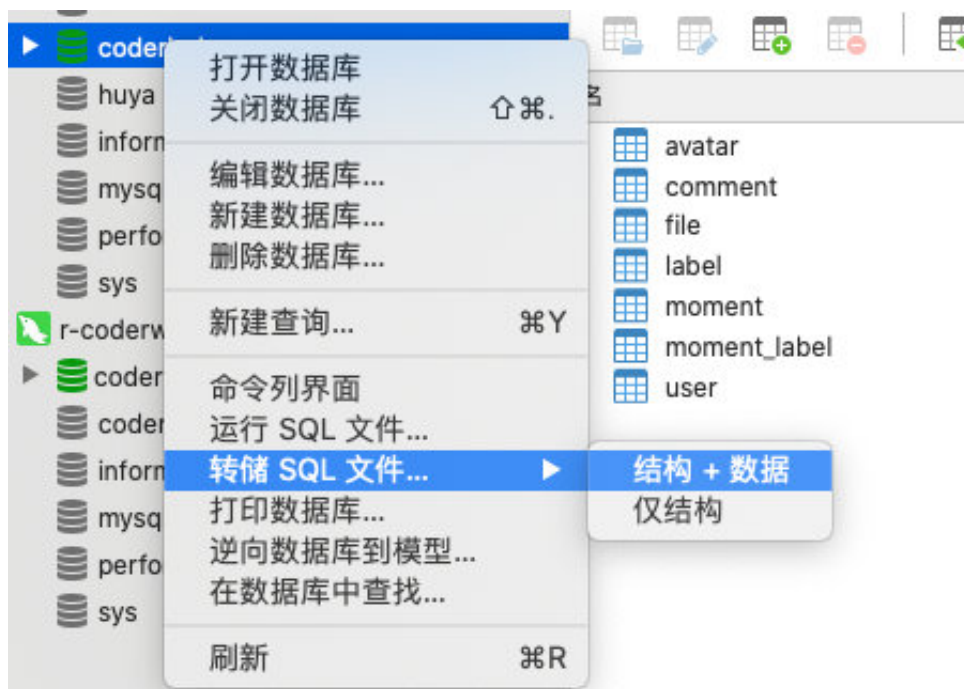 coder
huya
inforn
mysq
perfo
sys
r-coderw
coder
coder
inforn
mysq
perfo
sys
打开数据库
关闭数据库 ⇧⌘.
编辑数据库...
新建数据库...
删除数据库...
新建查询... ⌘Y
命令列界面
运行 SQL 文件...
转储 SQL 文件... ▶
打印数据库...
逆向数据库到模型...
在数据库中查找...
刷新 ⌘R
结构 + 数据
仅结构
名
avatar
comment
file
label
moment
moment_label
user